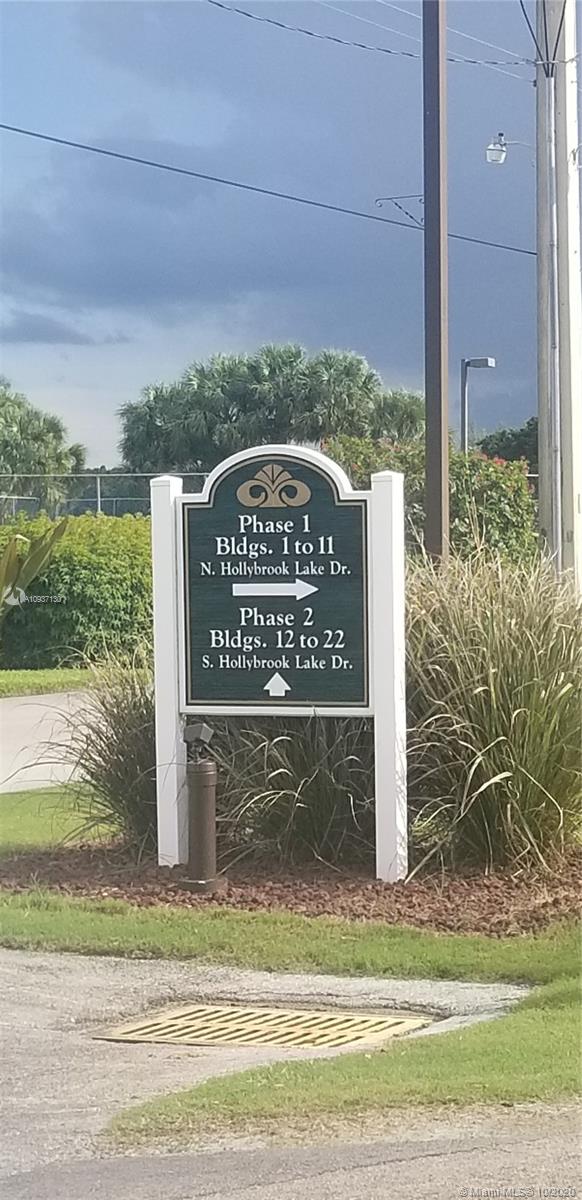 Phase 1
Bldgs. 1 to 11
N. Hollybrook Lake Dr.
Phase 2
Bldgs. 12 to 22
S. Hollybrook Lake Dr.